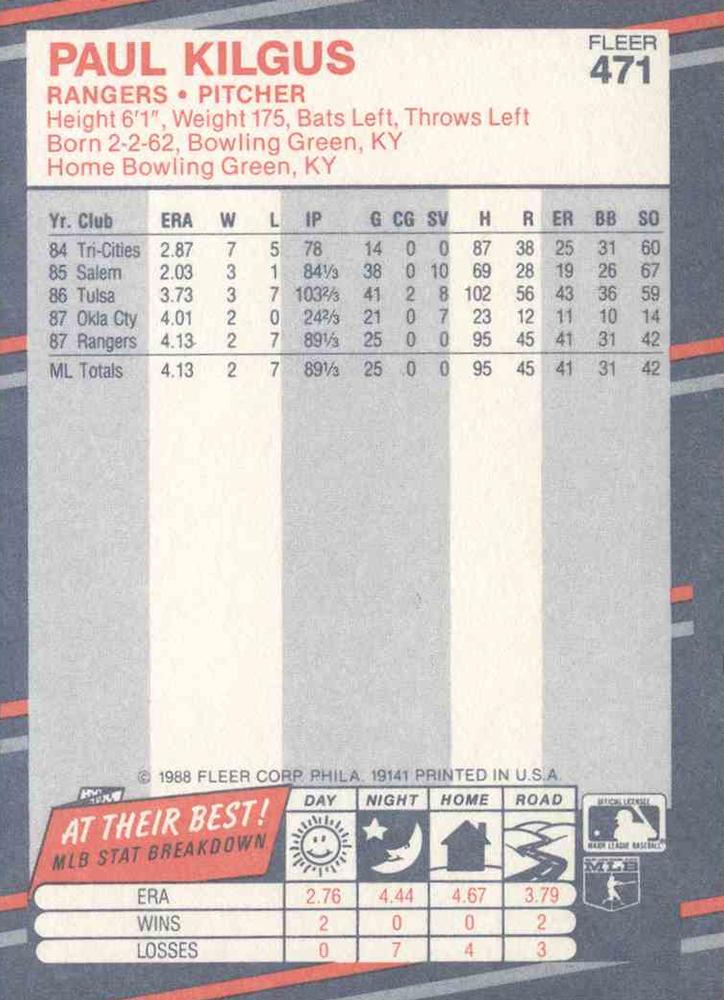 PAUL KILGUS
FLEER
471
RANGERS • PITCHER
Height 6'1", Weight 175, Bats Left, Throws Left
Born 2-2-62, Bowling Green, KY
Home Bowling Green, KY
Yr. Club ERA W L IP G CG SV H R ER BB SO
84 Tri-Cities 2.87 7 5 78 14 0 0 87 38 25 31 60
85 Salem 2.03 3 1 84⅓ 38 0 10 69 28 19 26 67
86 Tulsa 3.73 3 7 103⅔ 41 2 8 102 56 43 36 59
87 Okla Cty 4.01 2 0 24⅔ 21 0 7 23 12 11 10 14
87 Rangers 4.13 2 7 89⅓ 25 0 0 95 45 41 31 42
ML Totals 4.13 2 7 89⅓ 25 0 0 95 45 41 31 42
© 1988 FLEER CORP. PHILA. 19141 PRINTED IN U.S.A.
AT THEIR BEST!
MLB STAT BREAKDOWN
DAY NIGHT HOME ROAD
OFFICIAL LICENSEE
MAJOR LEAGUE BASEBALL
MLB
ERA 2.76 4.44 4.67 3.79
WINS 2 0 0 2
LOSSES 0 7 4 3